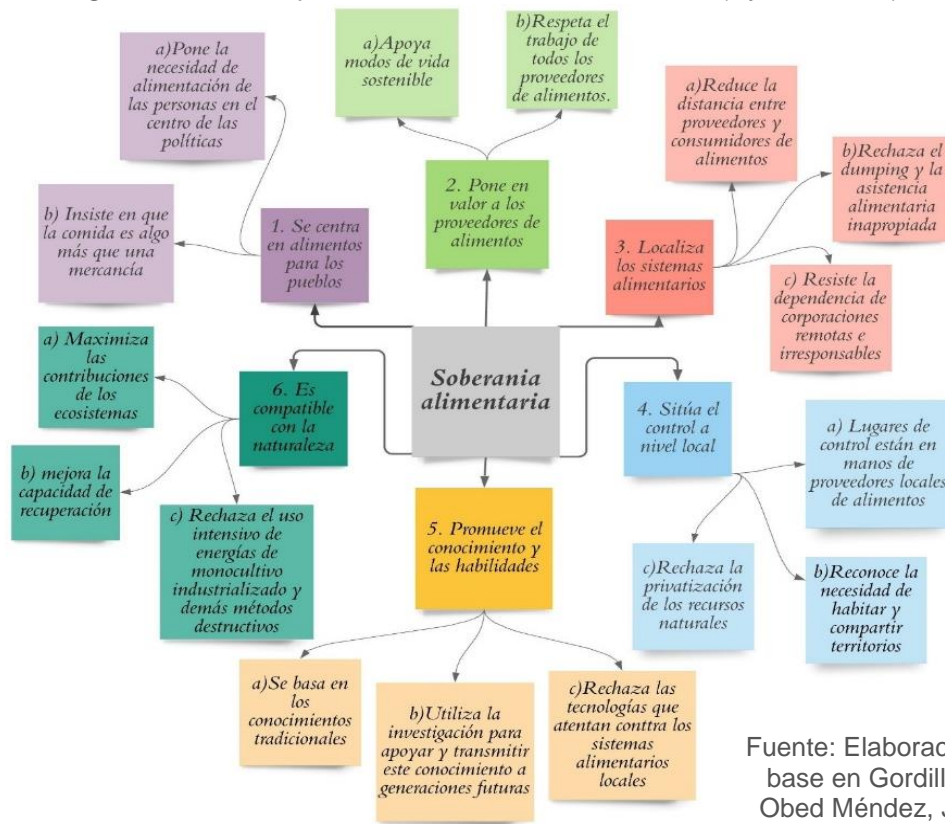 a)Pone la
necesidad de
alimentación de
las personas en el
centro de las
políticas
b) Insiste en que
la comida es algo
más que una
mercancía
1. Se centra
en alimentos
para los
pueblos
a)Apoya
modos de vida
sostenible
b)Respeta el
trabajo de
todos los
proveedores
de alimentos.
2. Pone en
valor a los
proveedores de
alimentos
a)Reduce la
distancia entre
proveedores y
consumidores de
alimentos
b)Rechaza el
dumping y la
asistencia
alimentaria
inapropiada
3. Localiza
los sistemas
alimentarios
c) Resiste la
dependencia de
corporaciones
remotas e
irresponsables
Soberania
alimentaria
4. Sitúa el
control a
nivel local
a) Lugares de
control están en
manos de
proveedores locales
de alimentos
b)Reconoce la
necesidad de
habitar y
compartir
territorios
c)Rechaza la
privatización
de los recursos
naturales
5. Promueve el
conocimiento y
las habilidades
a)Se basa en
los
conocimientos
tradicionales
b)Utiliza la
investigación para
apoyar y transmitir
este conocimiento a
generaciones futuras
c)Rechaza las
tecnologías que
atentan conttra los
sistemas
alimentarios
locales
6. Es
compatible
con la
naturaleza
a) Maximiza
las
contribuciones
de los
ecosistemas
b) mejora la
capacidad de
recuperación
c) Rechaza el uso
intensivo de
energías de
monocultivo
industrializado y
demás métodos
destructivos
Fuente: Elaborac
base en Gordill
Obed Méndez, J